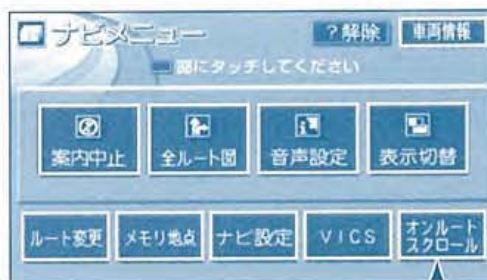 ナビメニュー ?解除 車両情報
部にタッチしてください
案内中止 全ルート図 音声設定 表示切替
ルート変更 メモリ地点 ナビ設定 VICS オンルート
スクロール